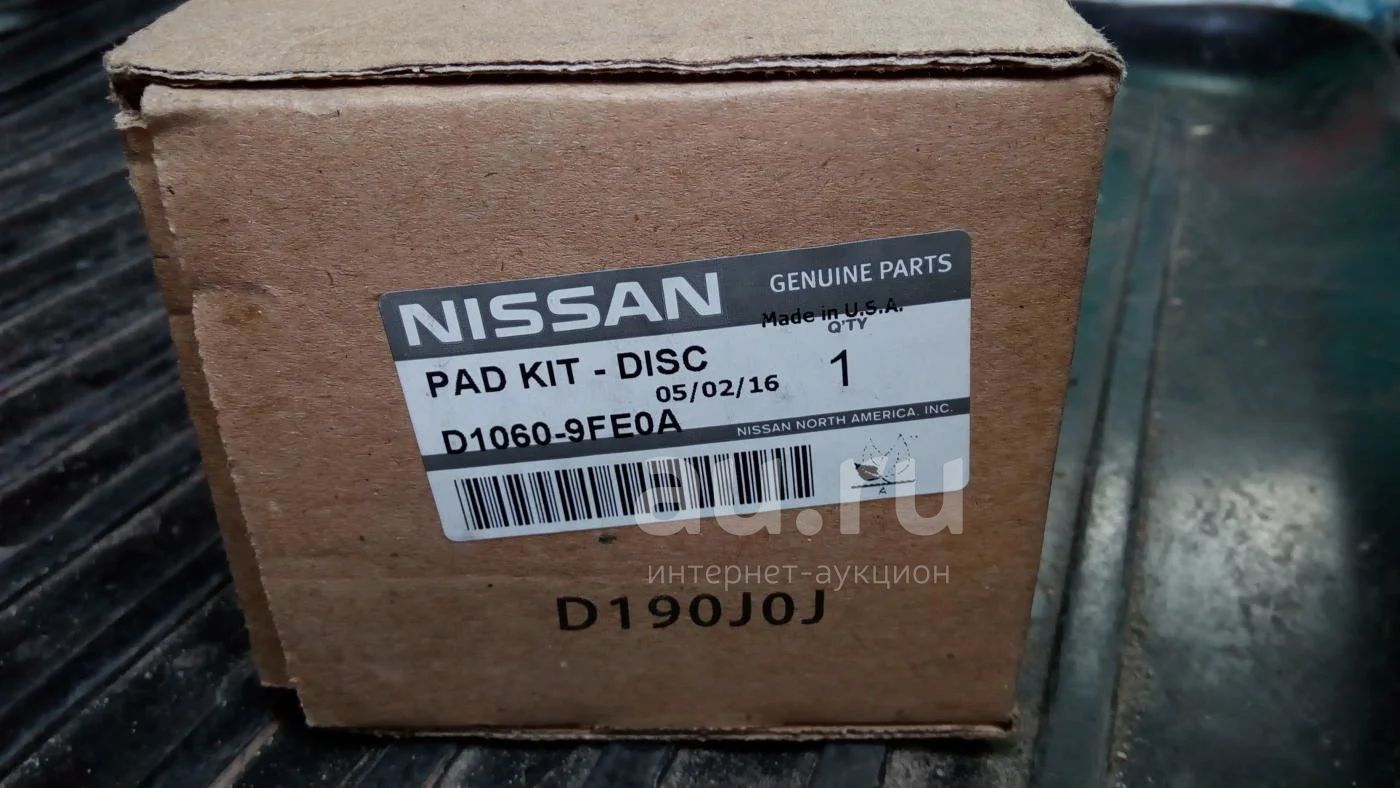 NISSAN GENUINE PARTS
Made in U.S.A.
Q'TY
PAD KIT - DISC
05/02/16
1
D1060-9FE0A
NISSAN NORTH AMERICA, INC.
au.ru
интернет-аукцион
D190J0J